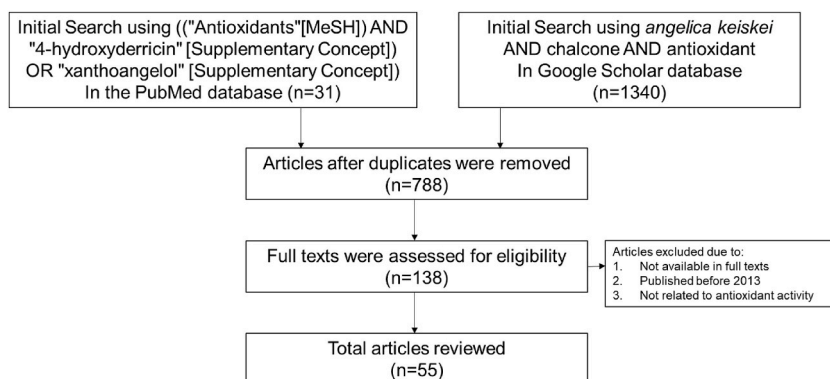 Initial Search using (("Antioxidants"[MeSH]) AND
"4-hydroxyderricin" [Supplementary Concept])
OR "xanthoangelol" [Supplementary Concept])
In the PubMed database (n=31)
Initial Search using angelica keiskei
AND chalcone AND antioxidant
In Google Scholar database
(n=1340)
Articles after duplicates were removed
(n=788)
Full texts were assessed for eligibility
(n=138)
Articles excluded due to:
1. Not available in full texts
2. Published before 2013
3. Not related to antioxidant activity
Total articles reviewed
(n=55)